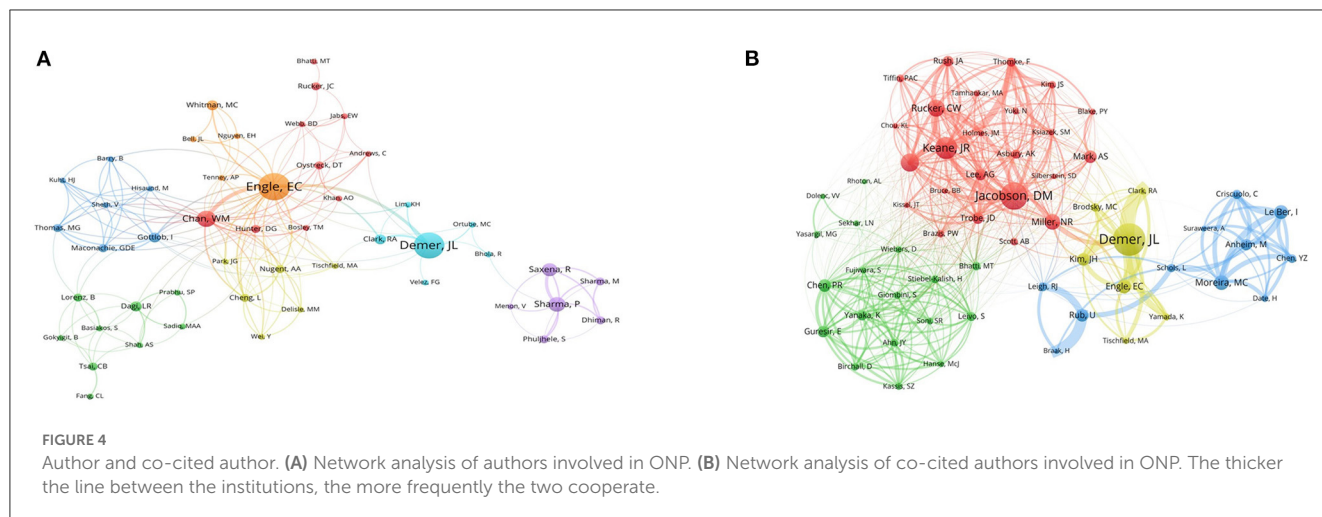 A
Bhatti, MT
Rucker, JC
Whitman, MC
Jabs, EW
Webb, BD
Nguyen, EH
Bell, JL
Andrews, C
Barry, B
Oystreck, DT
Tenney, AP
Kuht, HJ
Hisaund, M
Engle, EC
Sheth, V
Khan, AO
Lim, KH
Chan, WM
Ortube, MC
Thomas, MG
Hunter, DG
Bosley, TM
Clark, RA
Demer, JL
Gottlob, I
Maconachie, GDE
Bhola, R
Park, JG
Tischfield, MA
Nugent, AA
Saxena, R
Velez, FG
Sharma, M
Prabhu, SP
Lorenz, B
Dagi, LR
Cheng, L
Delisle, MM
Menon, V
Sharma, P
Sadiq, MAA
Dhiman, R
Basiakos, S
Gokyigit, B
Shah, AS
Wei, Y
Phuljhele, S
Tsai, CB
Fang, CL
B
Rush, JA
Thomke, F
Tiffin, PAC
Kim, JS
Tamhankar, MA
Rucker, CW
Yuki, N
Blake, PY
Chou, KL
Holmes, JM
Ksiazek, SM
Keane, JR
Asbury, AK
Mark, AS
Lee, AG
Silberstein, SD
Rhoton, AL
Bruce, BB
Jacobson, DM
Clark, RA
Dolenc, VV
Kissel, JT
Criscuolo, C
Brodsky, MC
Sekhar, LN
Trobe, JD
Miller, NR
Le Ber, I
Yasargil, MG
Brazis, PW
Suraweera, A
Scott, AB
Demer, JL
Anheim, M
Wiebers, D
Kim, JH
Schols, L
Chen, YZ
Fujiwara, S
Bhatti, MT
Stiebel-Kalish, H
Chen, PR
Leigh, RJ
Engle, EC
Moreira, MC
Giombini, S
Date, H
Yanaka, K
Leivo, S
Rub, U
Yamada, K
Guresir, E
Son, SR
Ahn, JY
Tischfield, MA
Braak, H
Birchall, D
Hanse, McJ
Kassis, SZ
FIGURE 4
Author and co-cited author. (A) Network analysis of authors involved in ONP. (B) Network analysis of co-cited authors involved in ONP. The thicker
the line between the institutions, the more frequently the two cooperate.